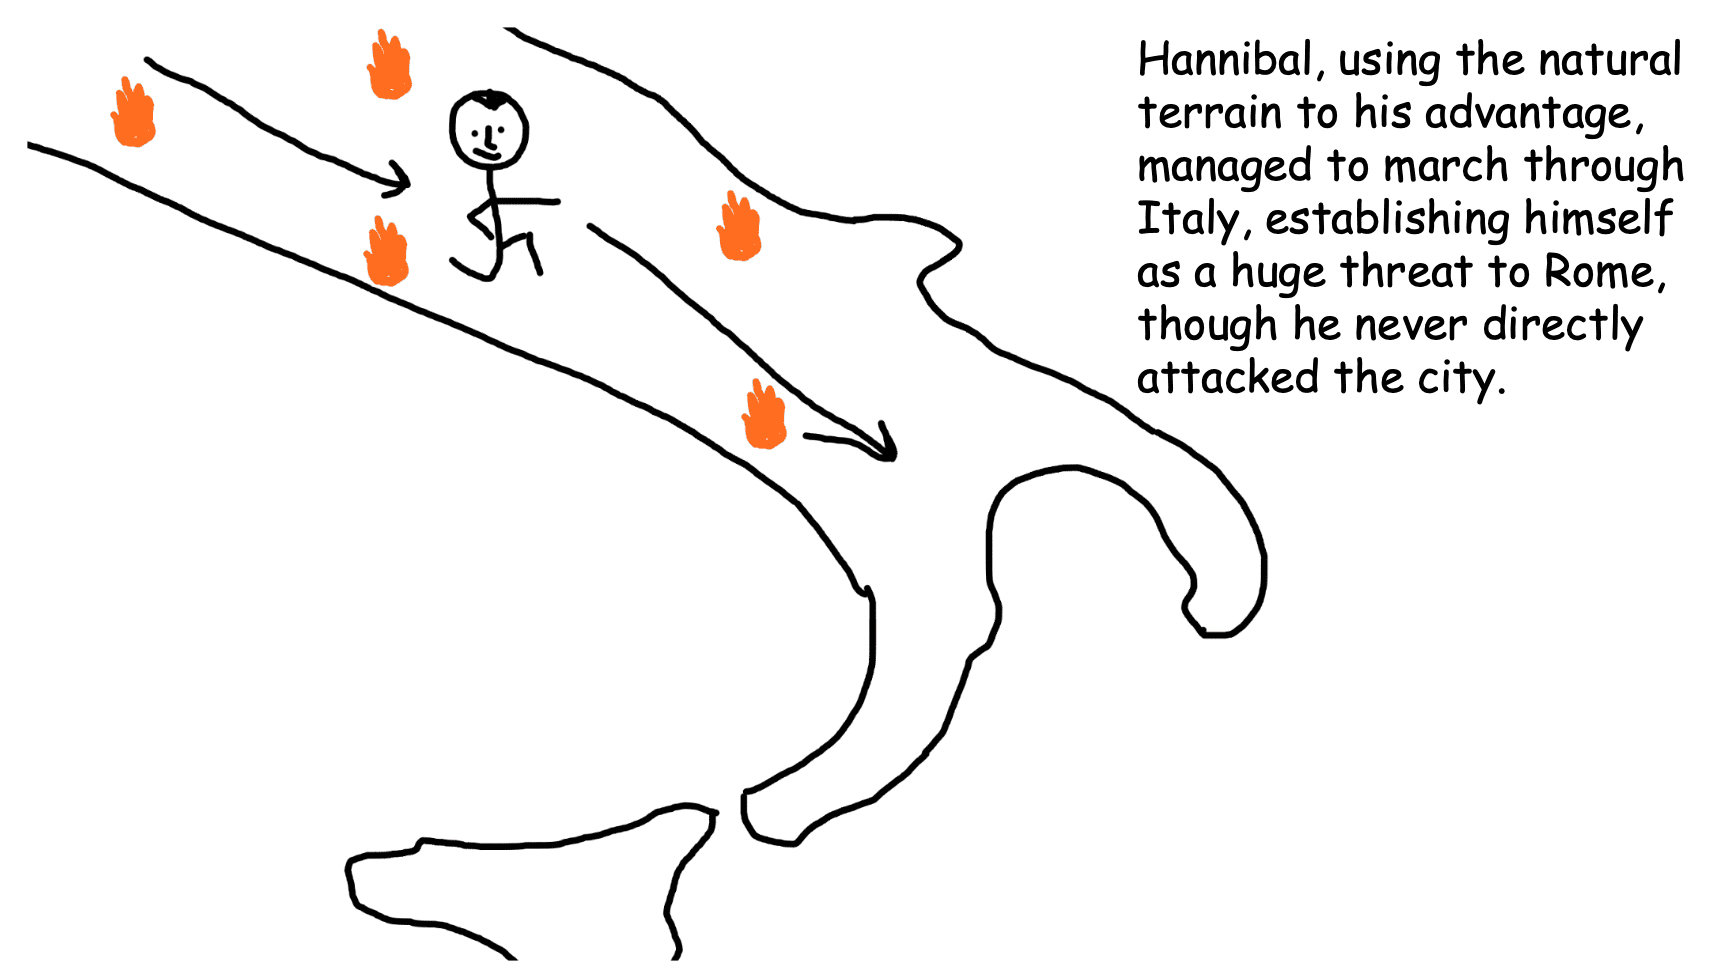 Hannibal, using the natural
terrain to his advantage,
managed to march through
Italy, establishing himself
as a huge threat to Rome,
though he never directly
attacked the city.